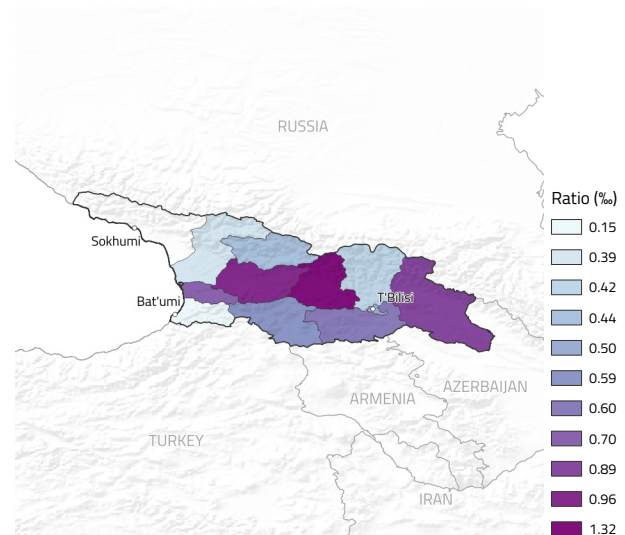 RUSSIA
Sokhumi
Bat'umi
T'Bilisi
ARMENIA
AZERBAIJAN
TURKEY
IRAN
Ratio (‰)
0.15
0.39
0.42
0.44
0.50
0.59
0.60
0.70
0.89
0.96
1.32